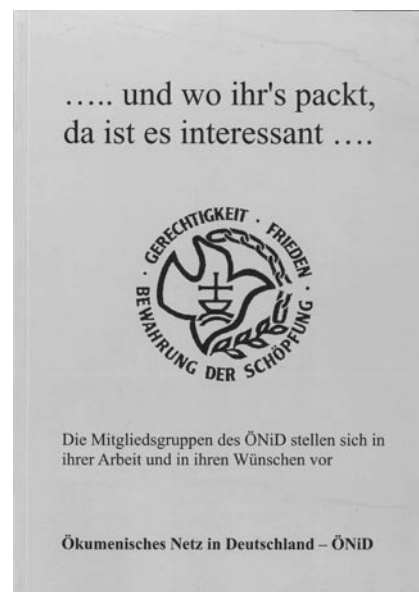 ..... und wo ihr's packt,
da ist es interessant ....
· GERECHTIGKEIT · FRIEDEN ·
BEWAHRUNG DER SCHÖPFUNG
Die Mitgliedsgruppen des ÖNiD stellen sich in
ihrer Arbeit und in ihren Wünschen vor
Ökumenisches Netz in Deutschland – ÖNiD